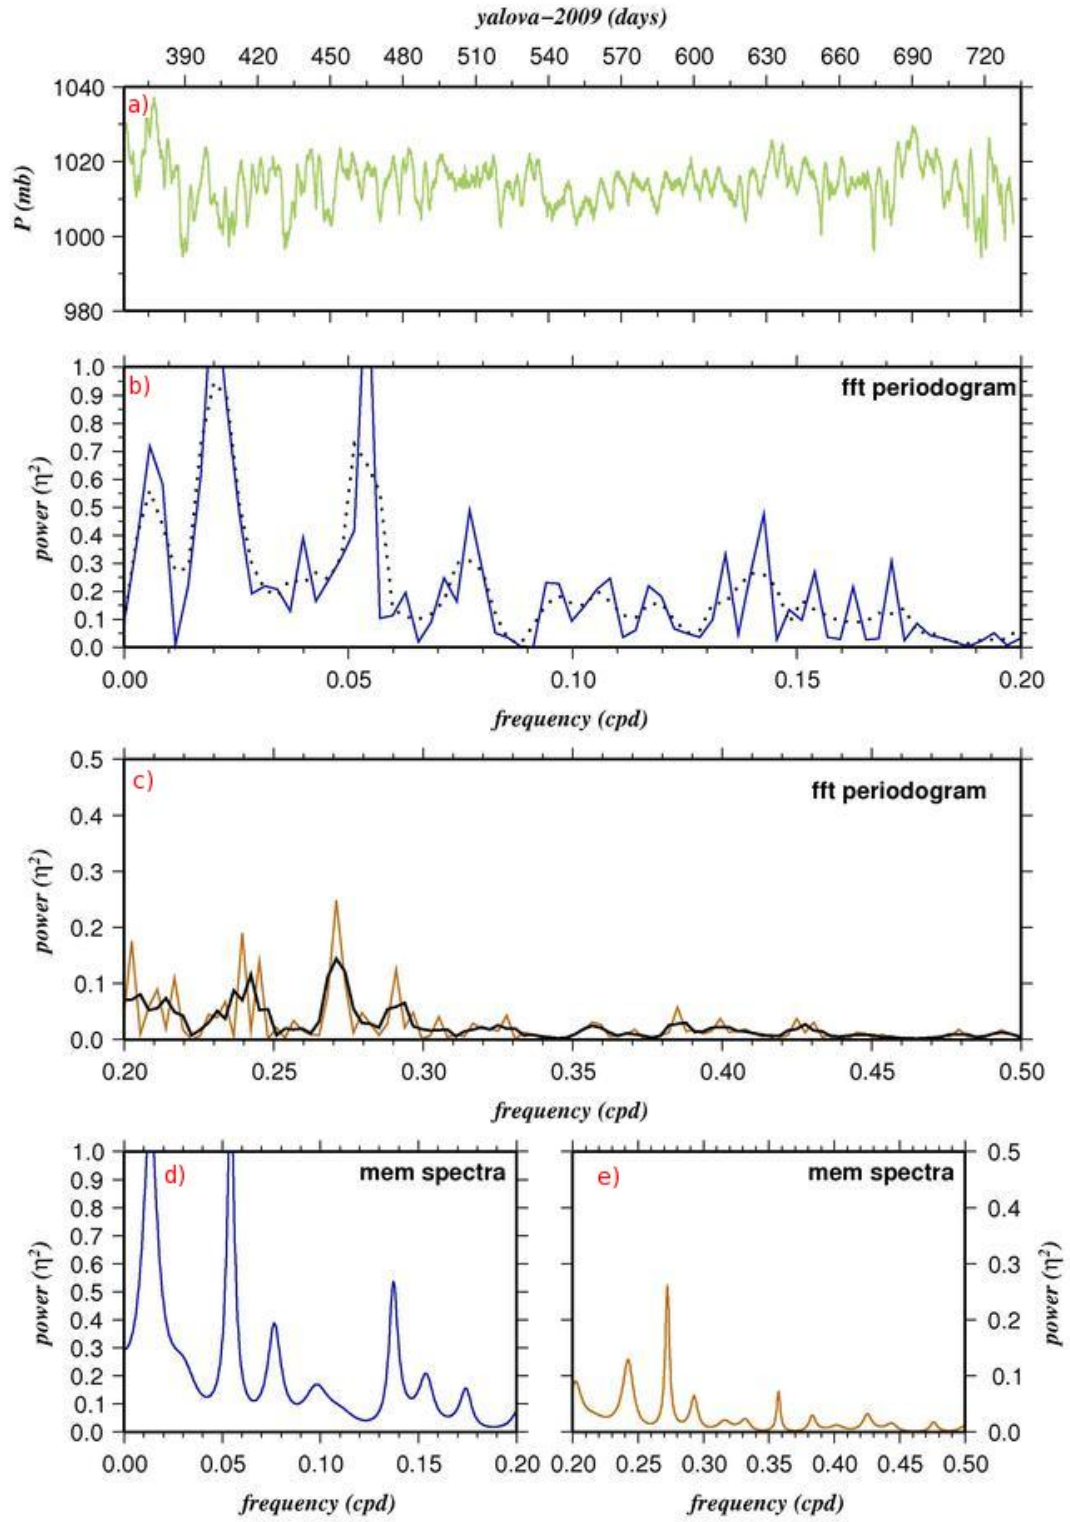 yalova−2009 (days)
390 420 450 480 510 540 570 600 630 660 690 720
a)
1040
1020
1000
980
P (mb)
b)
fft periodogram
1.0
0.9
0.8
0.7
0.6
0.5
0.4
0.3
0.2
0.1
0.0
power (η²)
0.00 0.05 0.10 0.15 0.20
frequency (cpd)
c)
fft periodogram
0.5
0.4
0.3
0.2
0.1
0.0
power (η²)
0.20 0.25 0.30 0.35 0.40 0.45 0.50
frequency (cpd)
d)
mem spectra
1.0
0.9
0.8
0.7
0.6
0.5
0.4
0.3
0.2
0.1
0.0
power (η²)
0.00 0.05 0.10 0.15 0.20
frequency (cpd)
e)
mem spectra
0.5
0.4
0.3
0.2
0.1
0.0
power (η²)
0.20 0.25 0.30 0.35 0.40 0.45 0.50
frequency (cpd)